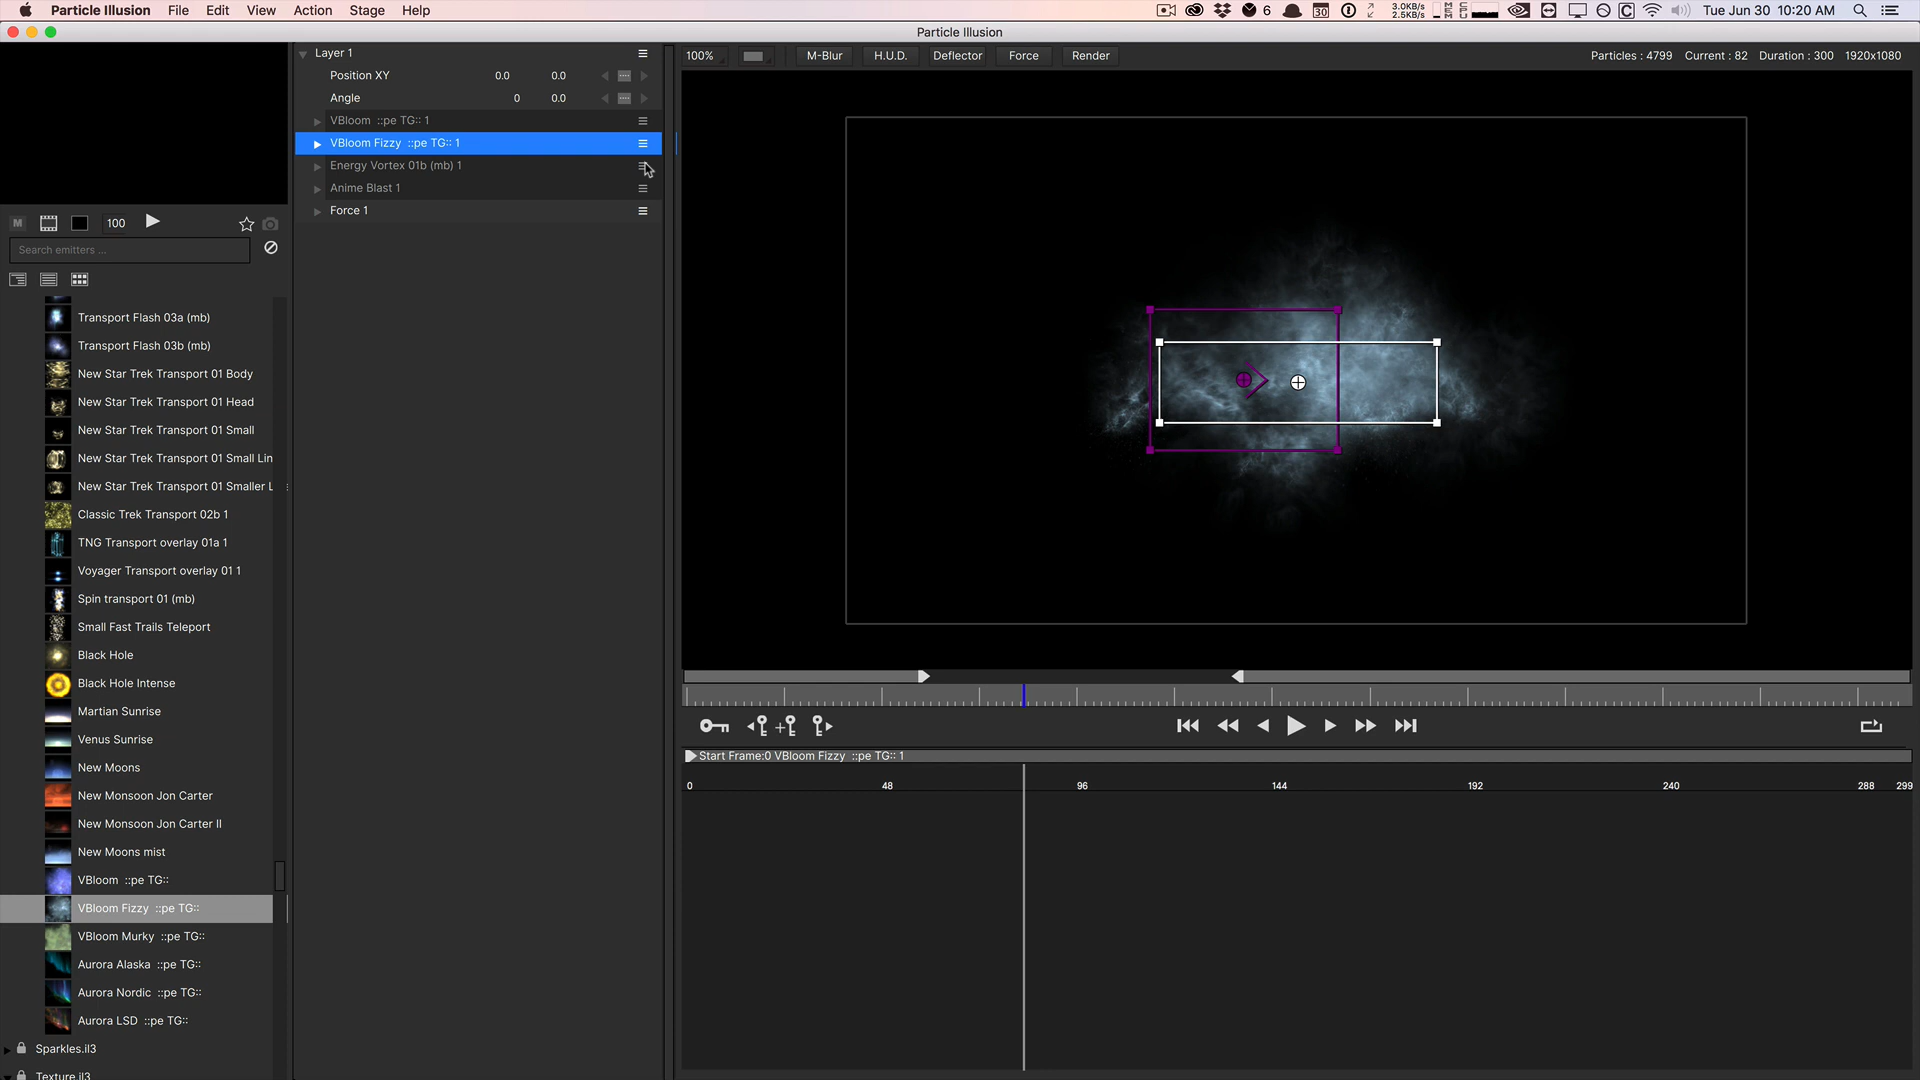 Particle Illusion File Edit View Action Stage Help
6 30 3.0KB/s 2.5KB/s MEM CPU Tue Jun 30 10:20 AM
Particle Illusion
Layer 1
Position XY 0.0 0.0
Angle 0 0.0
VBloom ::pe TG:: 1
VBloom Fizzy ::pe TG:: 1
Energy Vortex 01b (mb) 1
Anime Blast 1
Force 1
100% M-Blur H.U.D. Deflector Force Render Particles : 4799 Current : 82 Duration : 300 1920x1080
M 100
Search emitters ...
Transport Flash 03a (mb)
Transport Flash 03b (mb)
New Star Trek Transport 01 Body
New Star Trek Transport 01 Head
New Star Trek Transport 01 Small
New Star Trek Transport 01 Small Lin
New Star Trek Transport 01 Smaller L
Classic Trek Transport 02b 1
TNG Transport overlay 01a 1
Voyager Transport overlay 01 1
Spin transport 01 (mb)
Small Fast Trails Teleport
Black Hole
Black Hole Intense
Martian Sunrise
Venus Sunrise
New Moons
New Monsoon Jon Carter
New Monsoon Jon Carter II
New Moons mist
VBloom ::pe TG::
VBloom Fizzy ::pe TG::
VBloom Murky ::pe TG::
Aurora Alaska ::pe TG::
Aurora Nordic ::pe TG::
Aurora LSD ::pe TG::
Sparkles.il3
Texture.il3
Start Frame:0 VBloom Fizzy ::pe TG:: 1
0 48 96 144 192 240 288 299